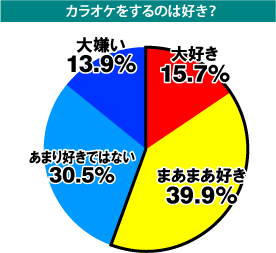 カラオケをするのは好き?
大嫌い
13.9%
大好き
15.7%
あまり好きではない
30.5%
まあまあ好き
39.9%